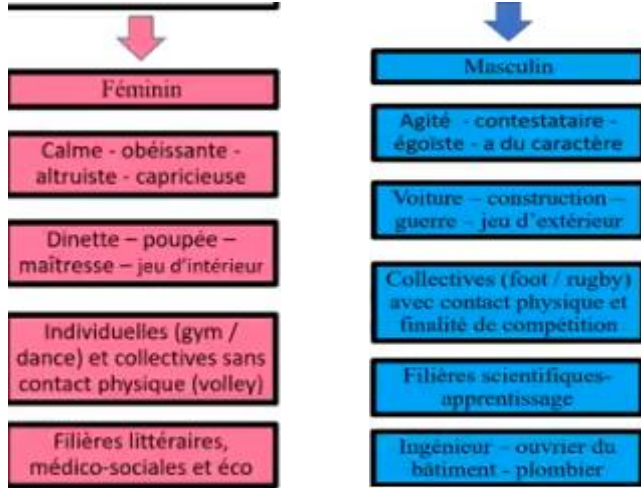 Féminin
Calme - obéissante -
altruiste - capricieuse
Dinette – poupée –
maîtresse – jeu d'intérieur
Individuelles (gym /
dance) et collectives sans
contact physique (volley)
Filières littéraires,
médico-sociales et éco
Masculin
Agité - contestataire -
égoïste - a du caractère
Voiture – construction –
guerre – jeu d'extérieur
Collectives (foot / rugby)
avec contact physique et
finalité de compétition
Filières scientifiques-
apprentissage
Ingénieur – ouvrier du
bâtiment - plombier